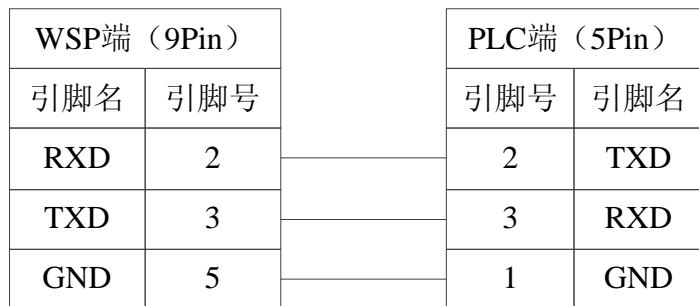 WSP端（9Pin） PLC端（5Pin）
引脚名 引脚号 引脚号 引脚名
RXD 2 2 TXD
TXD 3 3 RXD
GND 5 1 GND